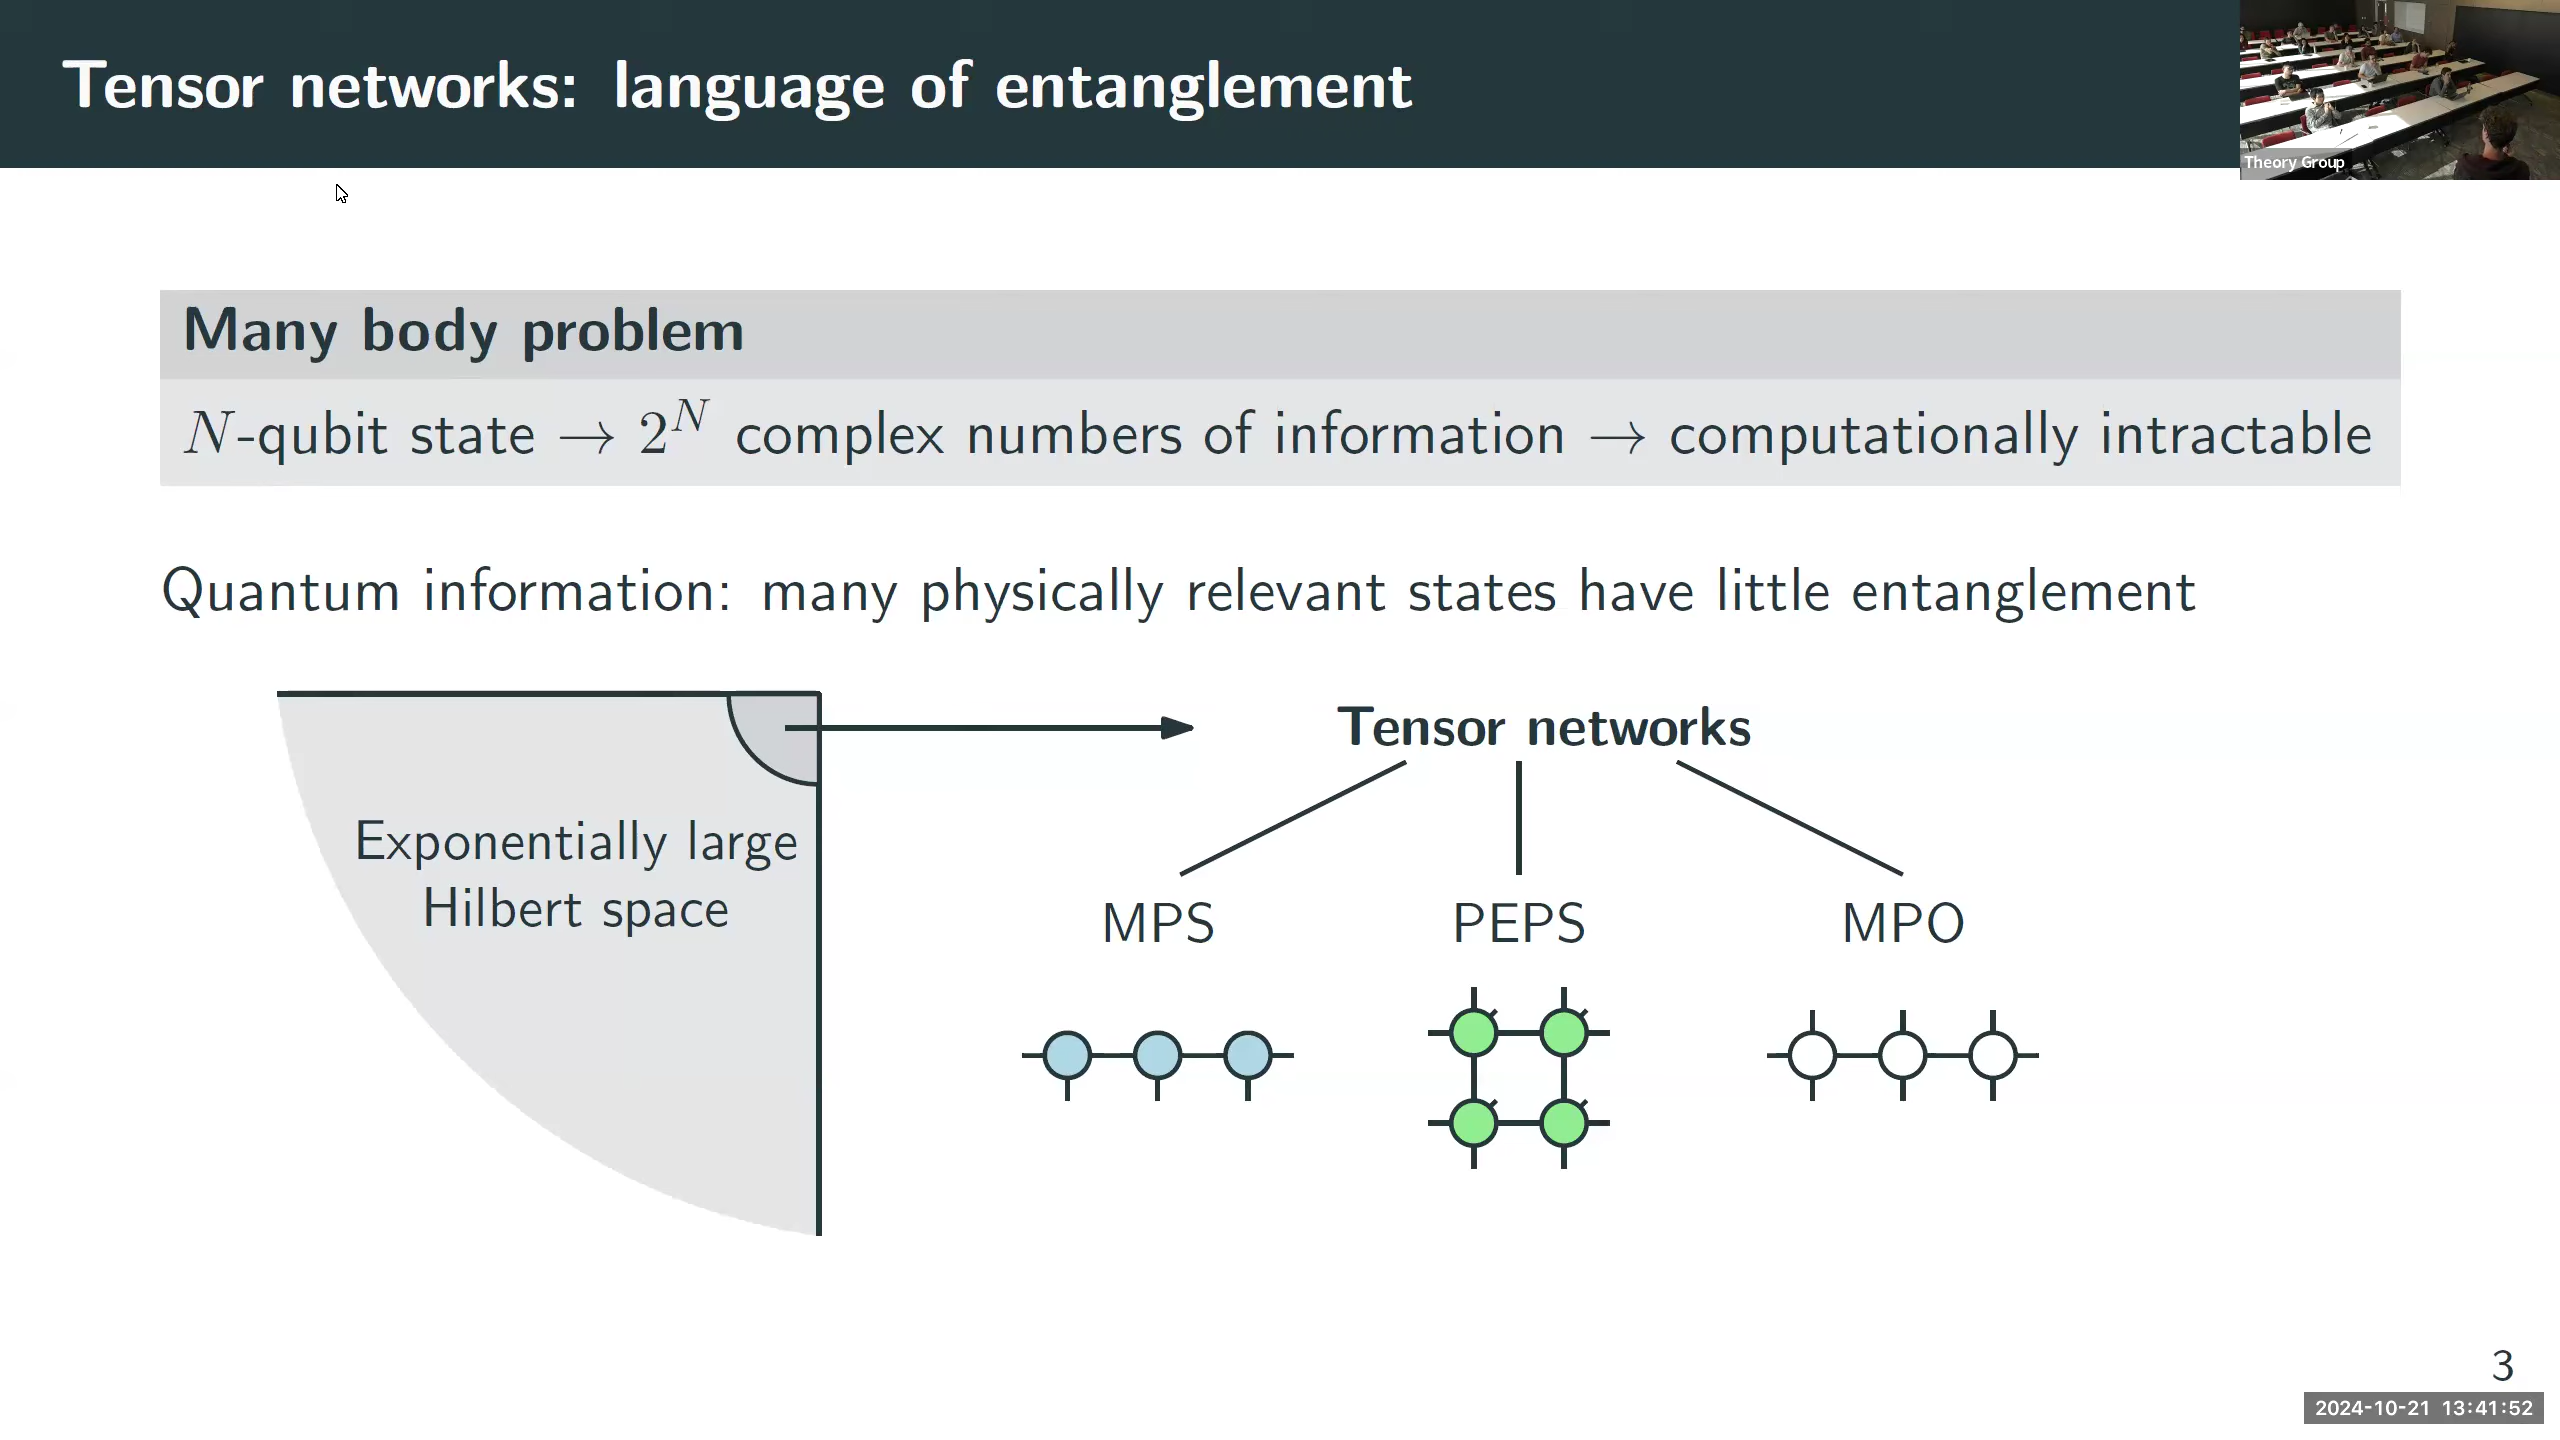 Tensor networks: language of entanglement
Theory Group
Many body problem
N-qubit state → 2^N complex numbers of information → computationally intractable
Quantum information: many physically relevant states have little entanglement
Exponentially large
Hilbert space
Tensor networks
MPS PEPS MPO
3
2024-10-21 13:41:52